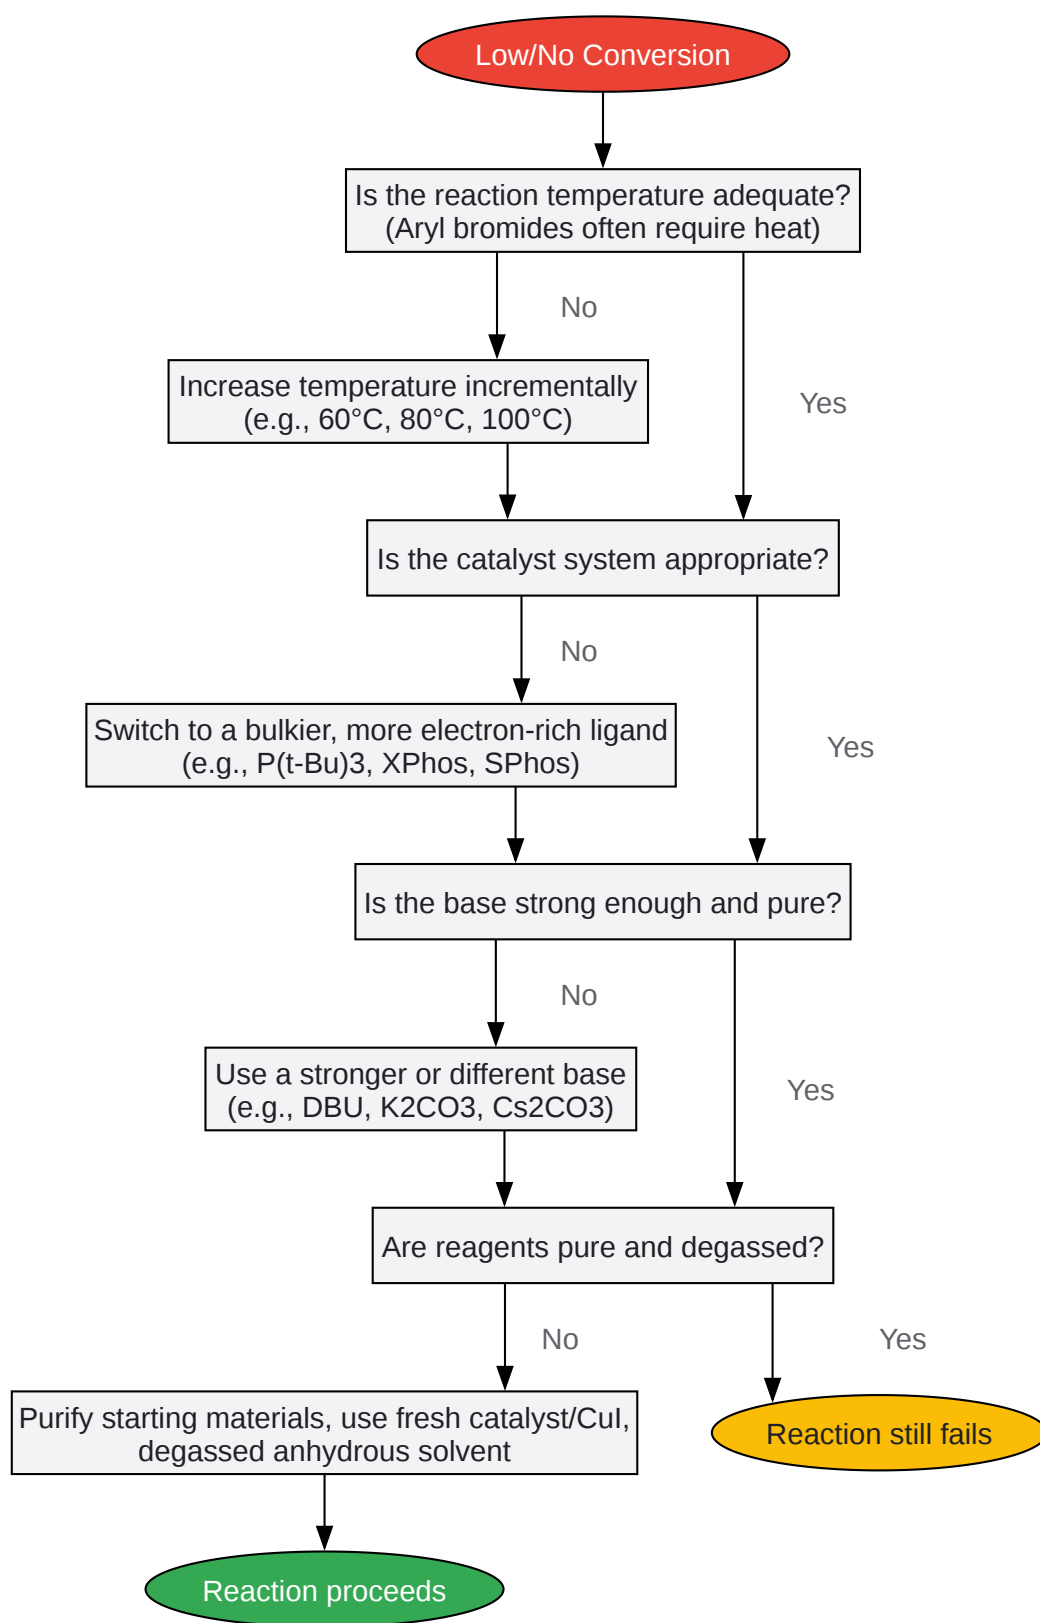 Low/No Conversion
Is the reaction temperature adequate?
(Aryl bromides often require heat)
No
Increase temperature incrementally
(e.g., 60°C, 80°C, 100°C)
Yes
Is the catalyst system appropriate?
No
Switch to a bulkier, more electron-rich ligand
(e.g., P(t-Bu)3, XPhos, SPhos)
Yes
Is the base strong enough and pure?
No
Use a stronger or different base
(e.g., DBU, K2CO3, Cs2CO3)
Yes
Are reagents pure and degassed?
No
Yes
Purify starting materials, use fresh catalyst/CuI,
degassed anhydrous solvent
Reaction still fails
Reaction proceeds